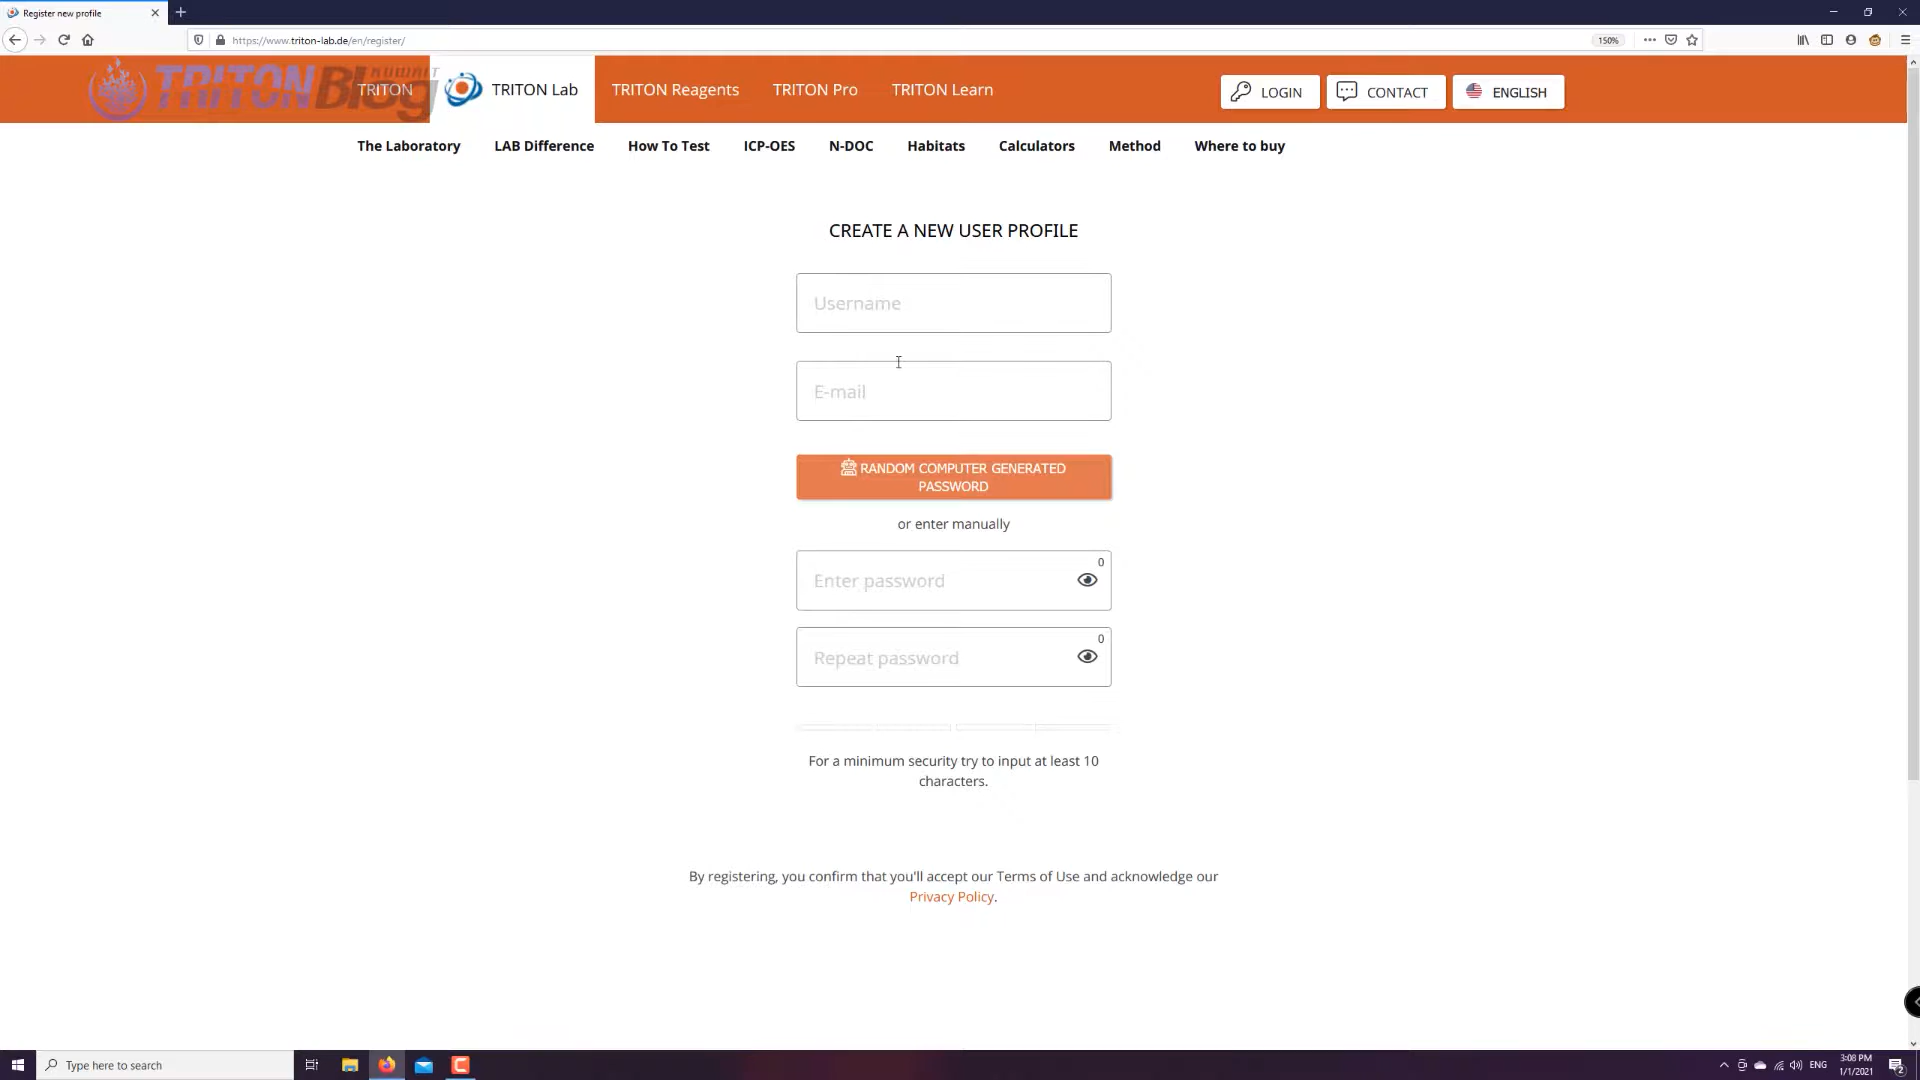 Register new profile
https://www.triton-lab.de/en/register/
150%
TRITONBlog
KUWAIT
TRITON
TRITON Lab
TRITON Reagents
TRITON Pro
TRITON Learn
LOGIN
CONTACT
ENGLISH
The Laboratory
LAB Difference
How To Test
ICP-OES
N-DOC
Habitats
Calculators
Method
Where to buy
CREATE A NEW USER PROFILE
Username
E-mail
RANDOM COMPUTER GENERATED
PASSWORD
or enter manually
Enter password
0
Repeat password
0
For a minimum security try to input at least 10
characters.
By registering, you confirm that you'll accept our Terms of Use and acknowledge our
Privacy Policy.
Type here to search
ENG
3:08 PM
1/1/2021
2